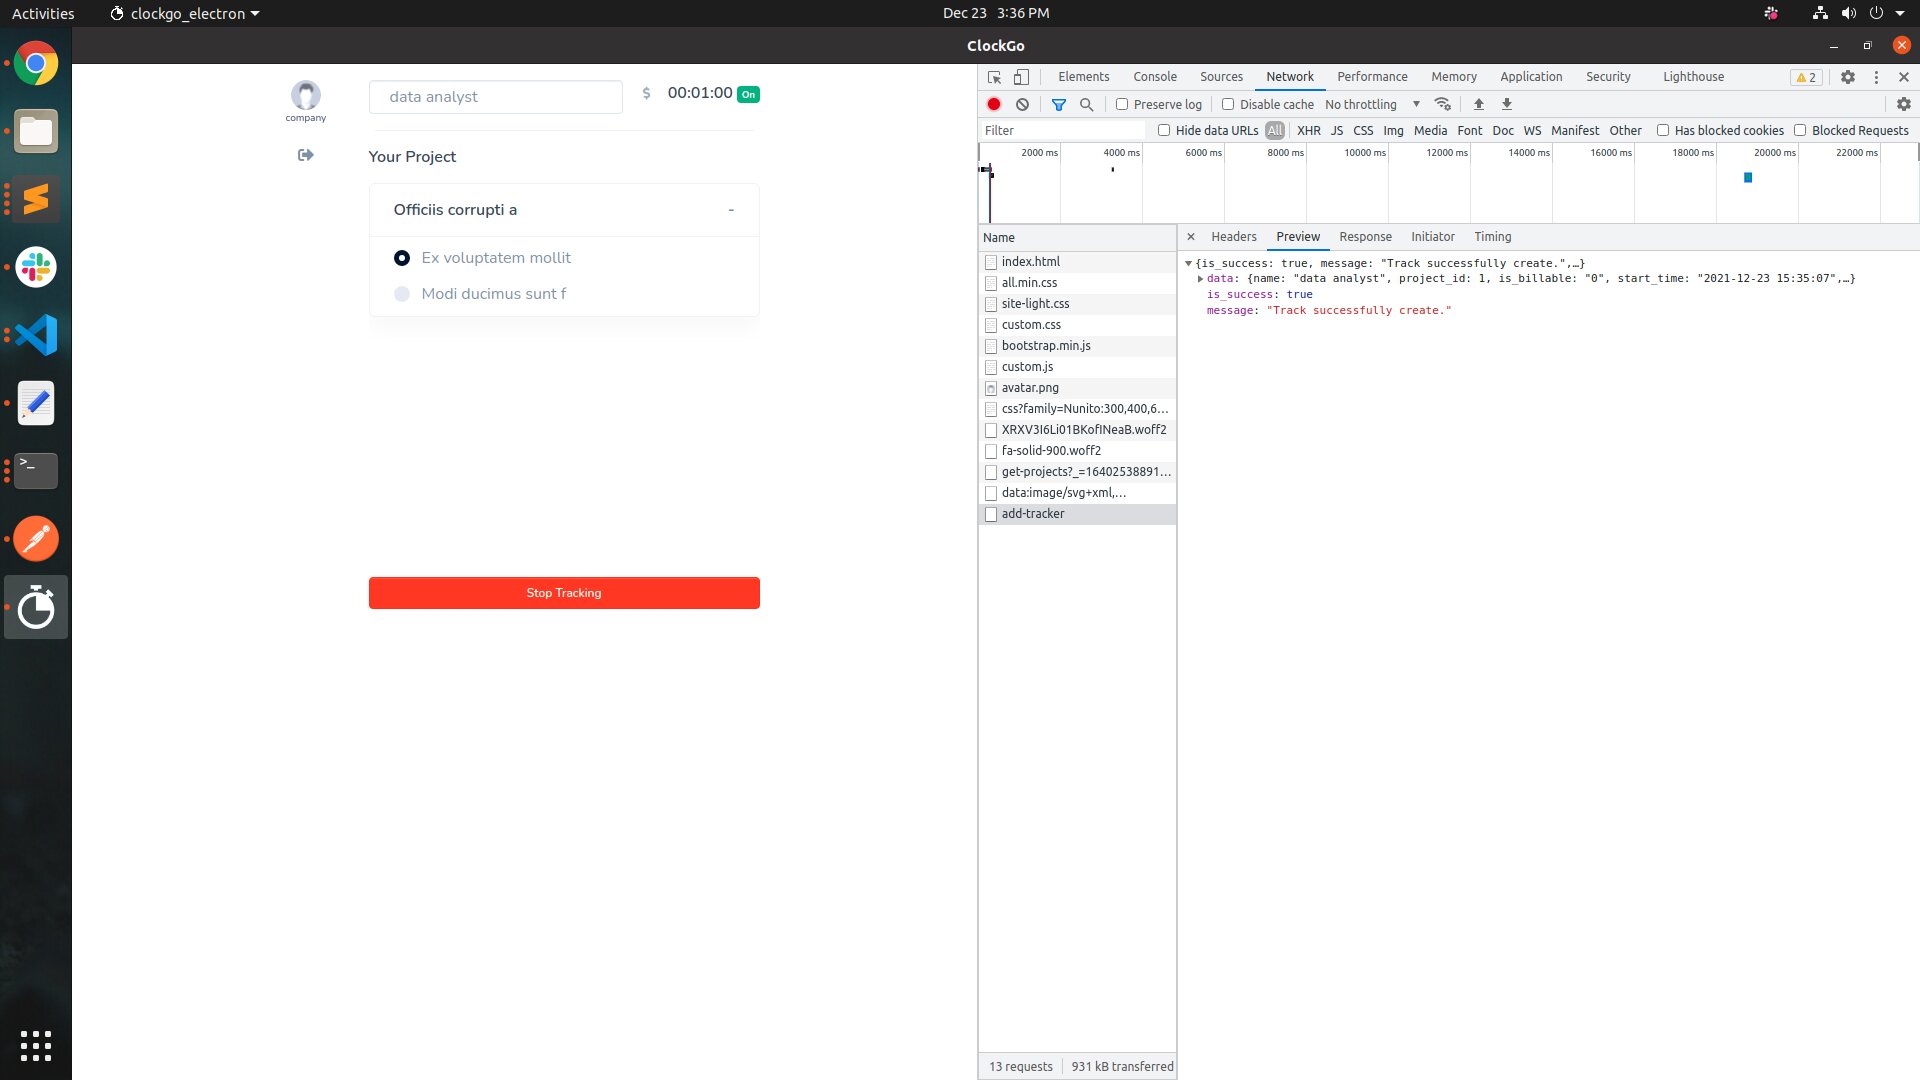 Activities clockgo_electron Dec 23 3:36 PM
ClockGo
company
data analyst $ 00:01:00 On
Your Project
Officiis corrupti a -
Ex voluptatem mollit
Modi ducimus sunt f
Stop Tracking
Elements Console Sources Network Performance Memory Application Security Lighthouse 2
Preserve log Disable cache No throttling
Filter Hide data URLs All XHR JS CSS Img Media Font Doc WS Manifest Other Has blocked cookies Blocked Requests
2000 ms 4000 ms 6000 ms 8000 ms 10000 ms 12000 ms 14000 ms 16000 ms 18000 ms 20000 ms 22000 ms
Name
index.html
all.min.css
site-light.css
custom.css
bootstrap.min.js
custom.js
avatar.png
css?family=Nunito:300,400,6…
XRXV3I6Li01BKofINeaB.woff2
fa-solid-900.woff2
get-projects?_=16402538891…
data:image/svg+xml,…
add-tracker
13 requests 931 kB transferred
Headers Preview Response Initiator Timing
{is_success: true, message: "Track successfully create.",…}
data: {name: "data analyst", project_id: 1, is_billable: "0", start_time: "2021-12-23 15:35:07",…}
is_success: true
message: "Track successfully create."